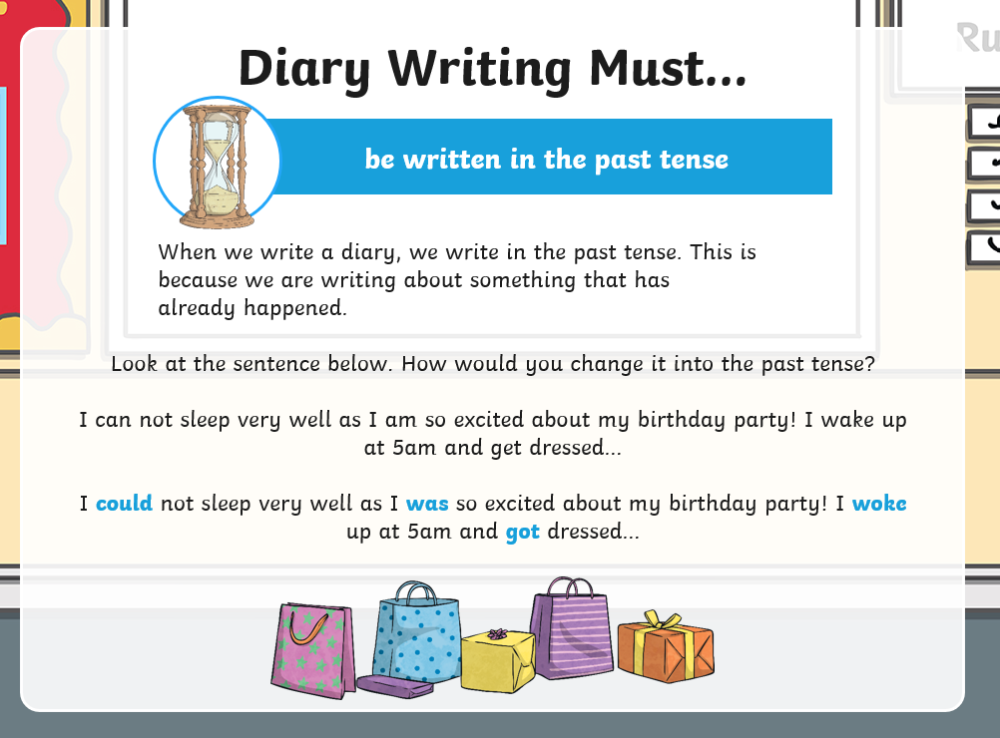 Diary Writing Must...
Ru
be written in the past tense
When we write a diary, we write in the past tense. This is
because we are writing about something that has
already happened.
Look at the sentence below. How would you change it into the past tense?
I can not sleep very well as I am so excited about my birthday party! I wake up
at 5am and get dressed...
I could not sleep very well as I was so excited about my birthday party! I woke
up at 5am and got dressed...